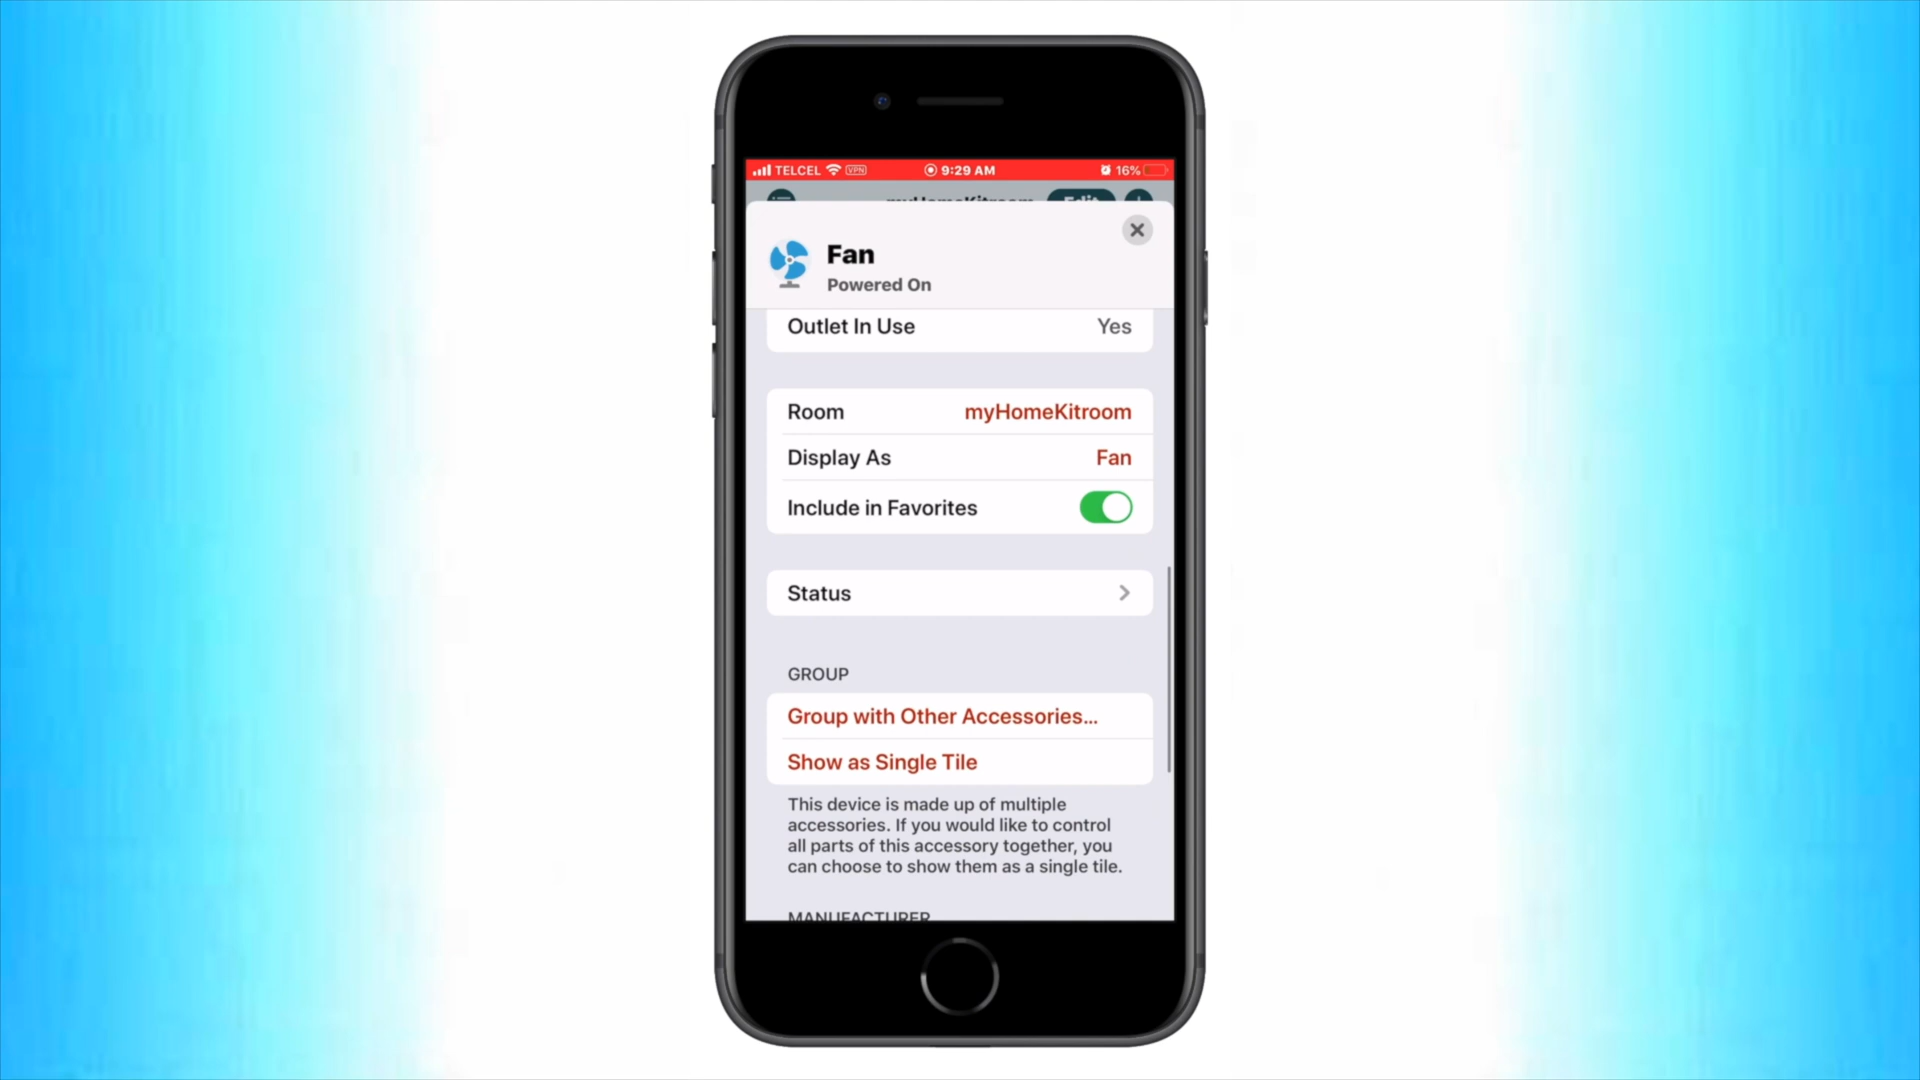 TELCEL VPN 9:29 AM 16%
myHomeKitroom Edit
Fan
Powered On
Outlet In Use Yes
Room myHomeKitroom
Display As Fan
Include in Favorites
Status
GROUP
Group with Other Accessories...
Show as Single Tile
This device is made up of multiple
accessories. If you would like to control
all parts of this accessory together, you
can choose to show them as a single tile.
MANUFACTURER